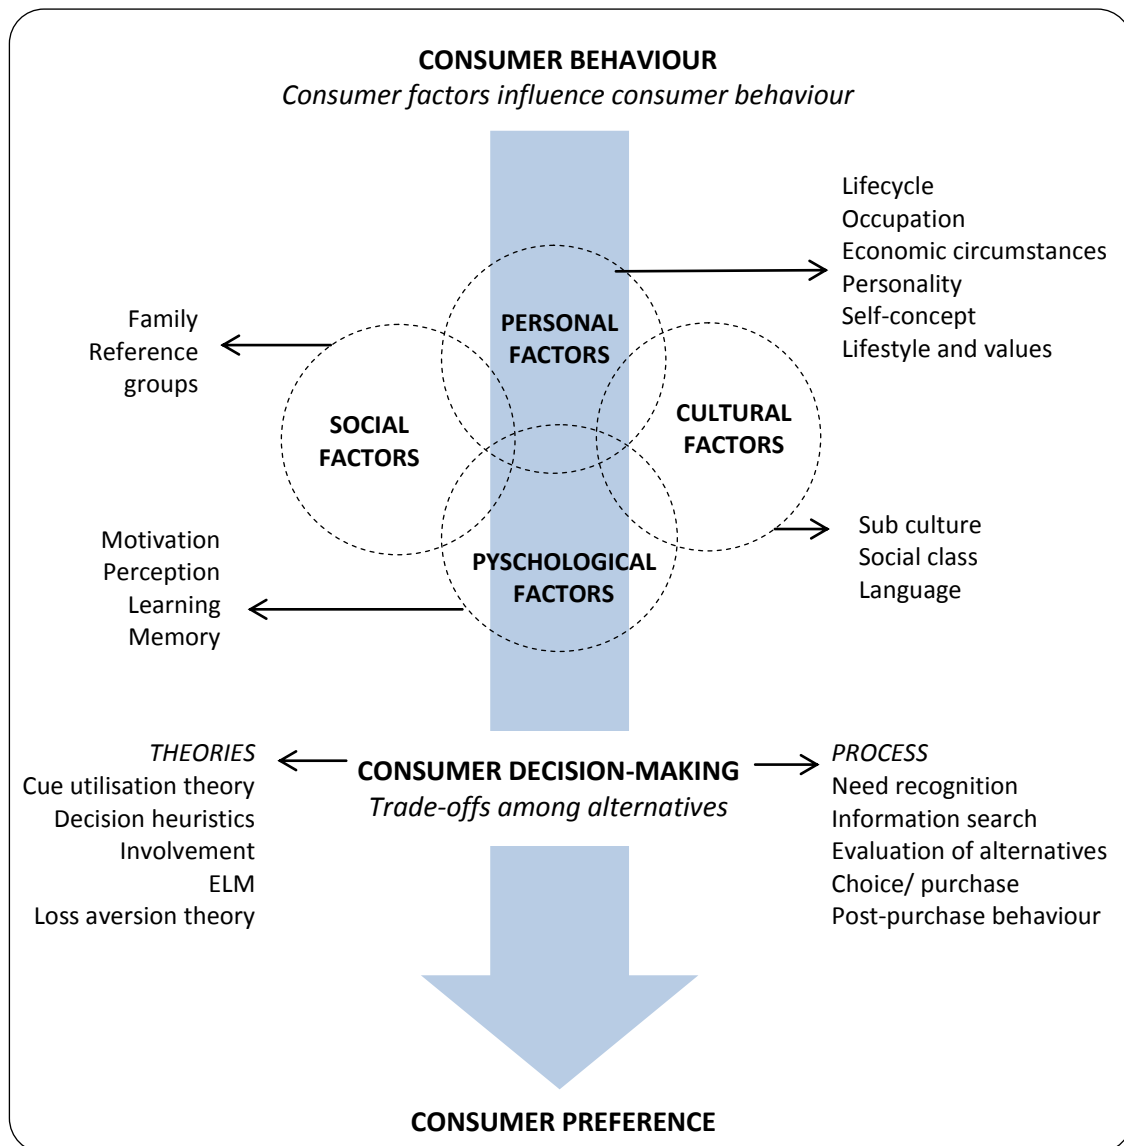 CONSUMER BEHAVIOUR
Consumer factors influence consumer behaviour
Lifecycle
Occupation
Economic circumstances
Personality
Self-concept
Lifestyle and values
Family
Reference
groups
PERSONAL
FACTORS
SOCIAL
FACTORS
CULTURAL
FACTORS
Motivation
Perception
Learning
Memory
PYSCHOLOGICAL
FACTORS
Sub culture
Social class
Language
THEORIES
Cue utilisation theory
Decision heuristics
Involvement
ELM
Loss aversion theory
CONSUMER DECISION-MAKING
Trade-offs among alternatives
PROCESS
Need recognition
Information search
Evaluation of alternatives
Choice/ purchase
Post-purchase behaviour
CONSUMER PREFERENCE